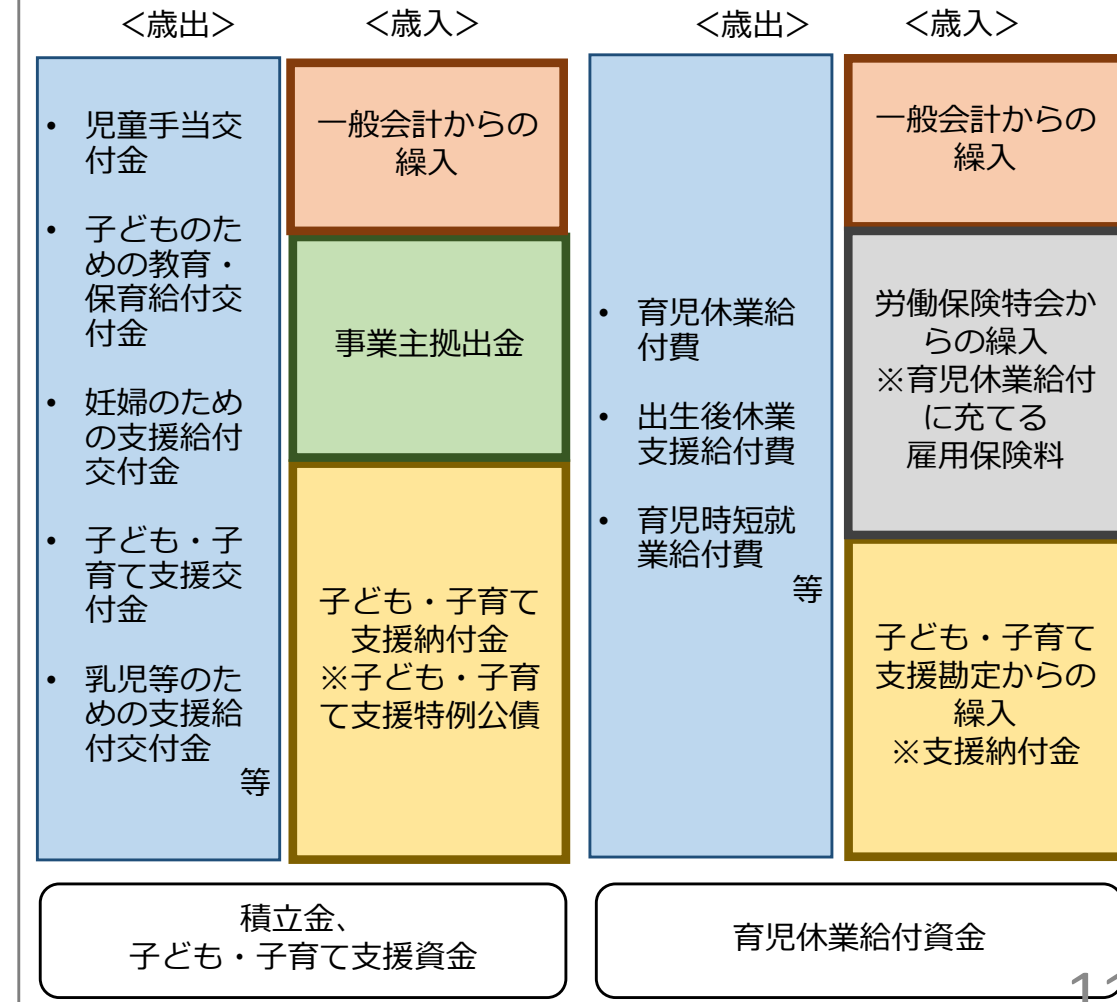 <歳出>
<歳入>
• 児童手当交
付金
• 子どものた
めの教育・
保育給付交
付金
• 妊婦のため
の支援給付
交付金
• 子ども・子
育て支援交
付金
• 乳児等のた
めの支援給
付交付金
等
一般会計からの
繰入
事業主拠出金
子ども・子育て
支援納付金
※子ども・子育
て支援特例公債
積立金、
子ども・子育て支援資金
<歳出>
<歳入>
• 育児休業給
付費
• 出生後休業
支援給付費
• 育児時短就
業給付費
等
一般会計からの
繰入
労働保険特会か
らの繰入
※育児休業給付
に充てる
雇用保険料
子ども・子育て
支援勘定からの
繰入
※支援納付金
育児休業給付資金